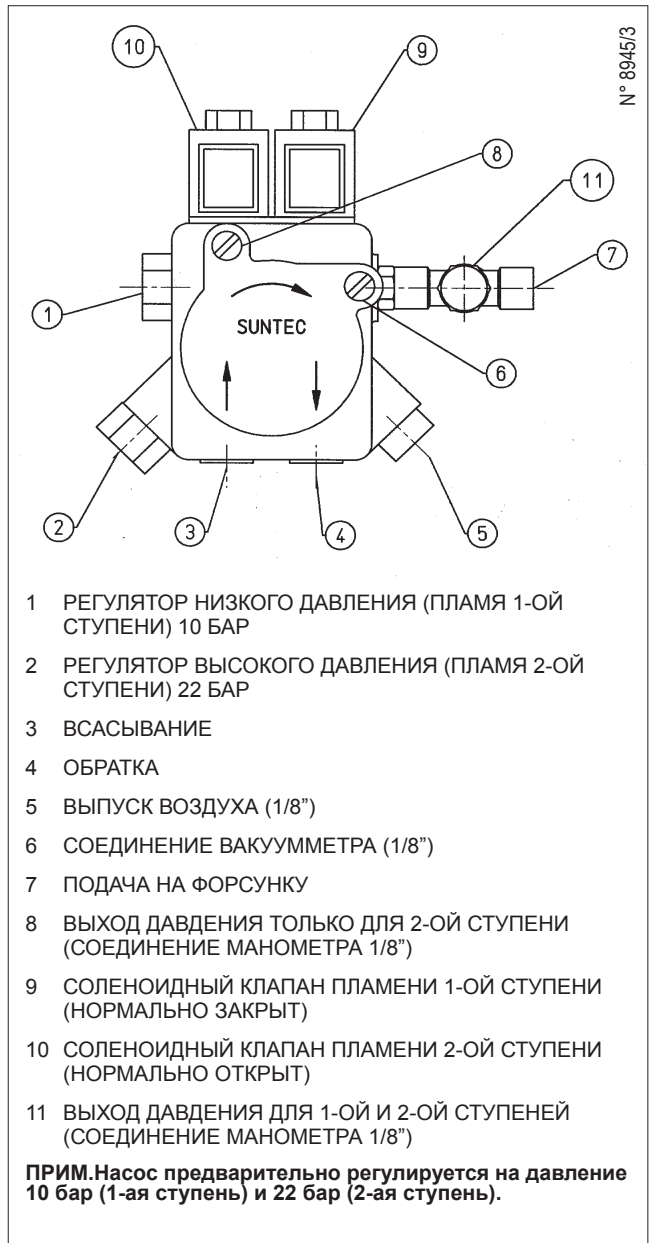 10
9
N° 8945/3
8
11
7
1
SUNTEC
6
2
3
4
5
1 РЕГУЛЯТОР НИЗКОГО ДАВЛЕНИЯ (ПЛАМЯ 1-ОЙ
СТУПЕНИ) 10 БАР
2 РЕГУЛЯТОР ВЫСОКОГО ДАВЛЕНИЯ (ПЛАМЯ 2-ОЙ
СТУПЕНИ) 22 БАР
3 ВСАСЫВАНИЕ
4 ОБРАТКА
5 ВЫПУСК ВОЗДУХА (1/8”)
6 СОЕДИНЕНИЕ ВАКУУММЕТРА (1/8”)
7 ПОДАЧА НА ФОРСУНКУ
8 ВЫХОД ДАВДЕНИЯ ТОЛЬКО ДЛЯ 2-ОЙ СТУПЕНИ
(СОЕДИНЕНИЕ МАНОМЕТРА 1/8”)
9 СОЛЕНОИДНЫЙ КЛАПАН ПЛАМЕНИ 1-ОЙ СТУПЕНИ
(НОРМАЛЬНО ЗАКРЫТ)
10 СОЛЕНОИДНЫЙ КЛАПАН ПЛАМЕНИ 2-ОЙ СТУПЕНИ
(НОРМАЛЬНО ОТКРЫТ)
11 ВЫХОД ДАВДЕНИЯ ДЛЯ 1-ОЙ И 2-ОЙ СТУПЕНЕЙ
(СОЕДИНЕНИЕ МАНОМЕТРА 1/8”)
ПРИМ.Насос предварительно регулируется на давление
10 бар (1-ая ступень) и 22 бар (2-ая ступень).